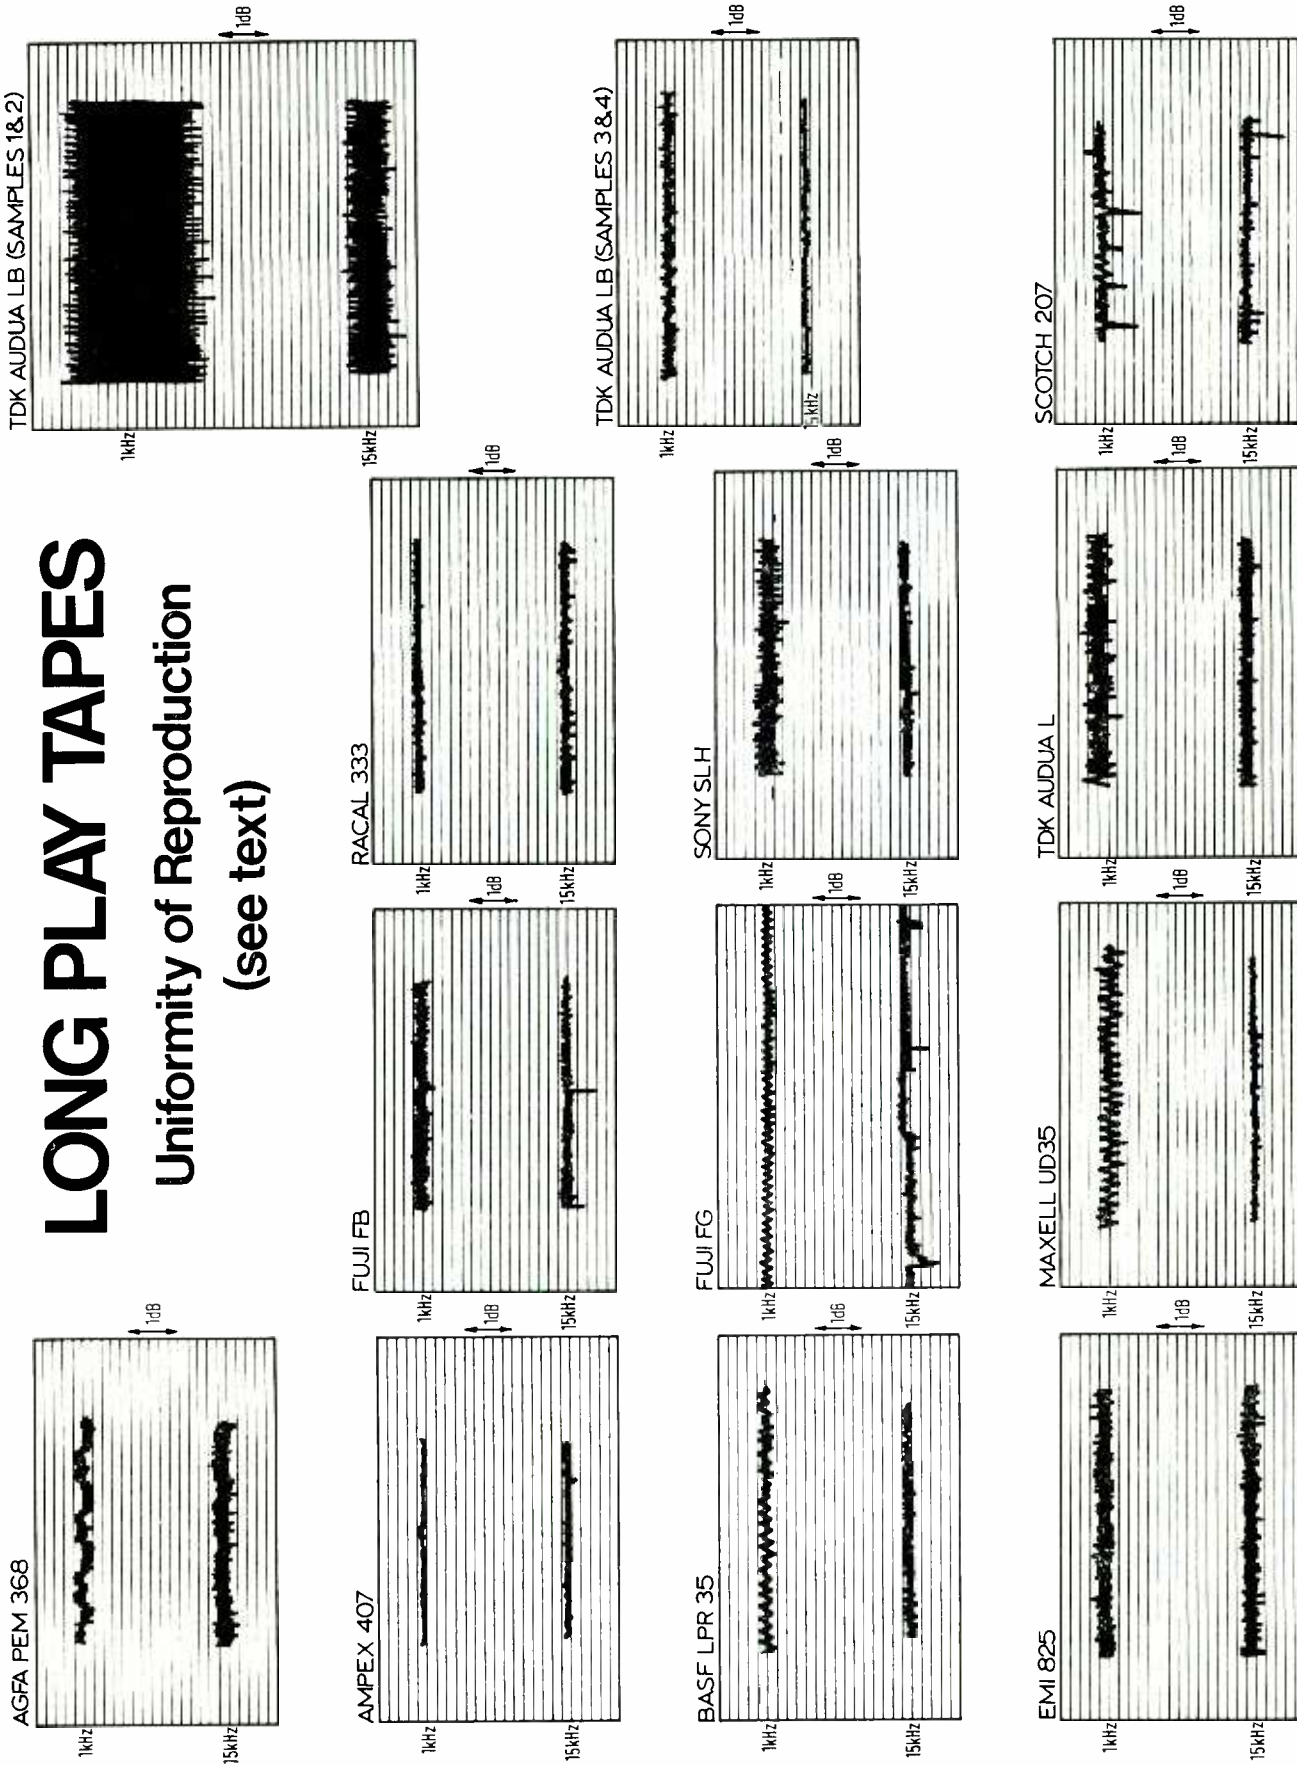 LONG PLAY TAPES
Uniformity of Reproduction
(see text)
AGFA PEM 368
1kHz
15kHz
1dB
AMPEX 407
1kHz
15kHz
1dB
BASF LPR 35
1kHz
15kHz
1dB
EMI 825
1kHz
15kHz
1dB
FUJI FB
1kHz
15kHz
1dB
FUJI FG
1kHz
15kHz
1dB
MAXELL UD35
1kHz
15kHz
1dB
RACAL 333
1kHz
15kHz
1dB
SONY SLH
1kHz
15kHz
1dB
TDK AUDUA L
1kHz
15kHz
1dB
TDK AUDUA LB (SAMPLES 1&2)
1kHz
15kHz
1dB
TDK AUDUA LB (SAMPLES 3&4)
1kHz
15kHz
1dB
SCOTCH 207
1kHz
15kHz
1dB